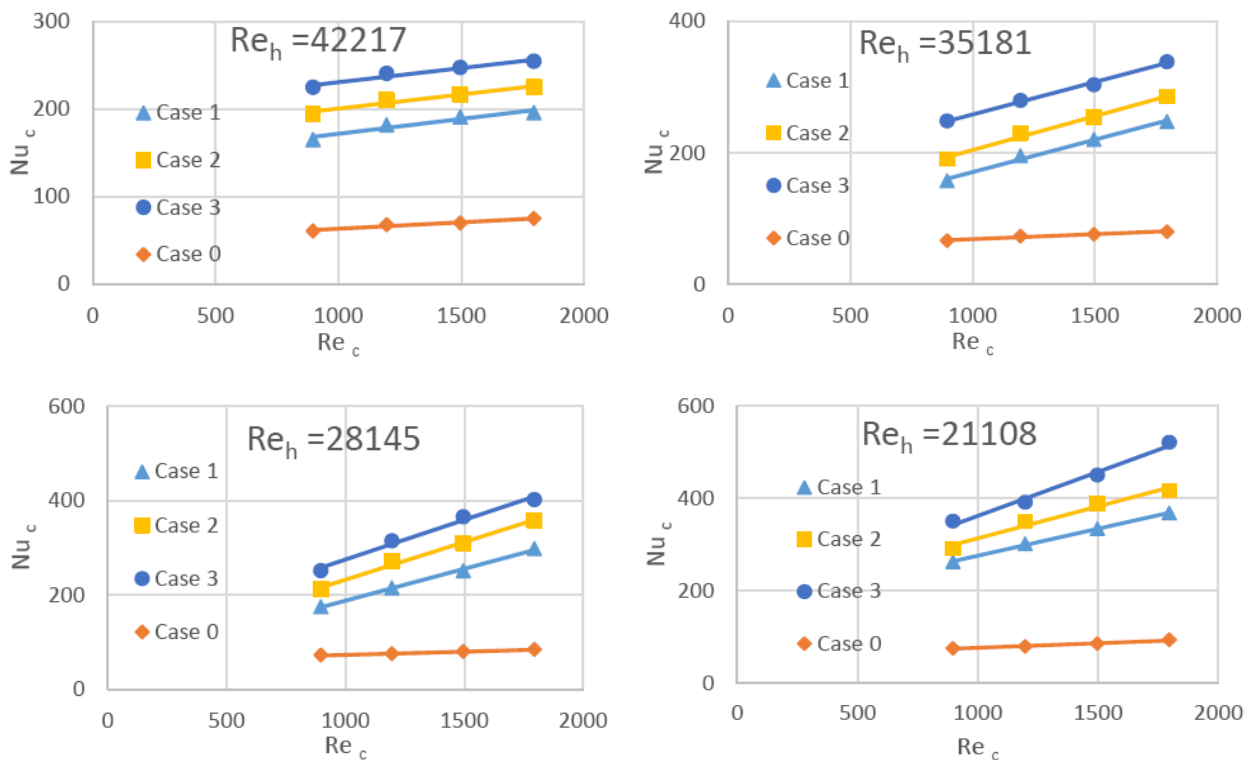 Re h =42217
300
200
100
0
Nu c
Case 1
Case 2
Case 3
Case 0
0 500 1000 1500 2000
Re c
Re h =35181
400
200
0
Nu c
Case 1
Case 2
Case 3
Case 0
0 500 1000 1500 2000
Re c
Re h =28145
600
400
200
0
Nu c
Case 1
Case 2
Case 3
Case 0
0 500 1000 1500 2000
Re c
Re h =21108
600
400
200
0
Nu c
Case 1
Case 2
Case 3
Case 0
0 500 1000 1500 2000
Re c